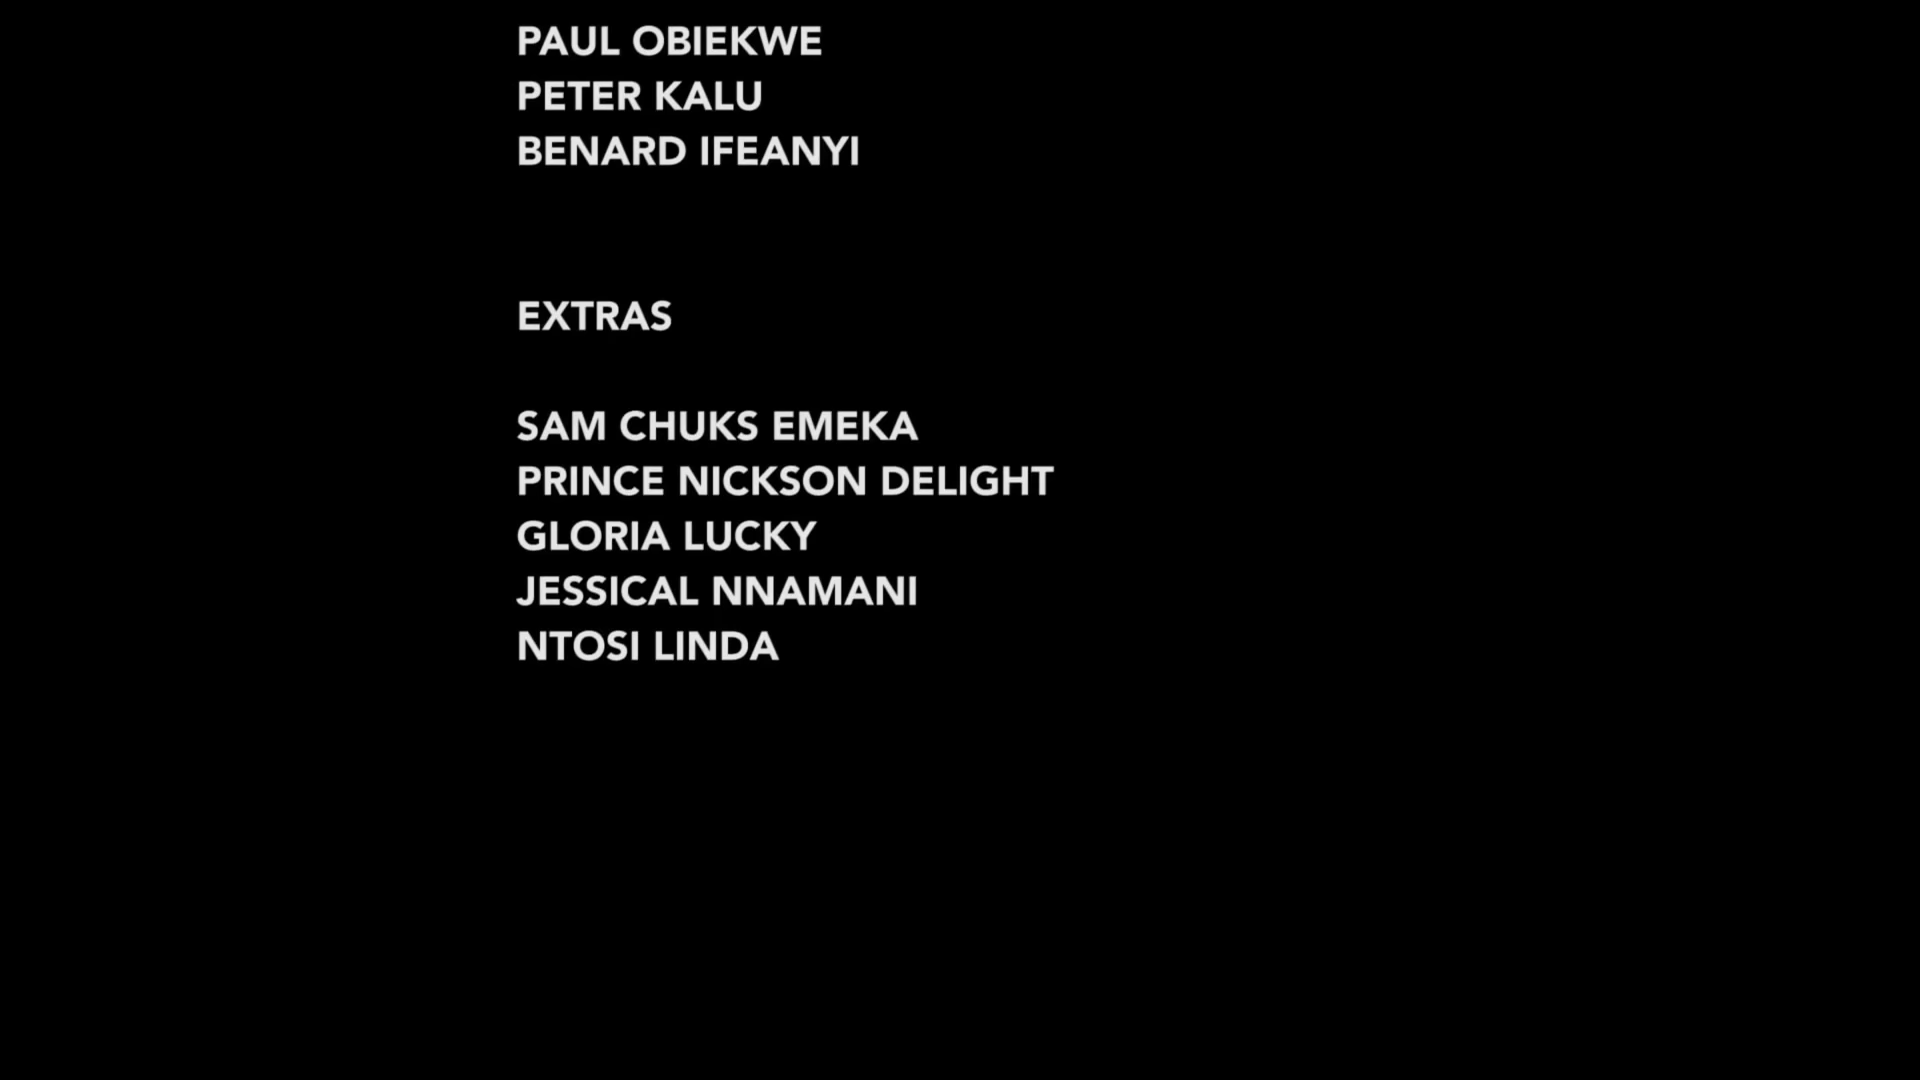 PAUL OBIEKWE
PETER KALU
BENARD IFEANYI
EXTRAS
SAM CHUKS EMEKA
PRINCE NICKSON DELIGHT
GLORIA LUCKY
JESSICAL NNAMANI
NTOSI LINDA